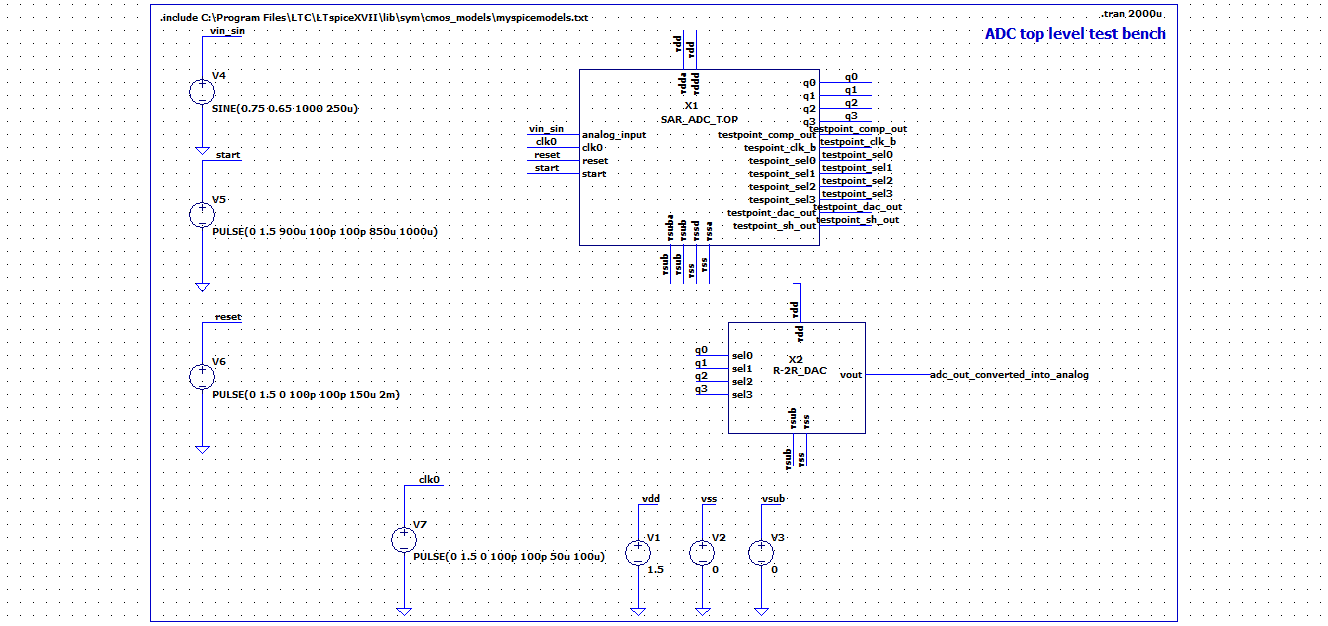 .include C:\Program Files\LTC\LTspiceXVII\lib\sym\cmos_models\myspicemodels.txt
.tran 2000u
ADC top level test bench
vin_sin
V4
SINE(0.75 0.65 1000 250u)
start
V5
PULSE(0 1.5 900u 100p 100p 850u 1000u)
reset
V6
PULSE(0 1.5 0 100p 100p 150u 2m)
clk0
V7
PULSE(0 1.5 0 100p 100p 50u 100u)
vdd
vdd
vdda
vddd
X1
SAR_ADC_TOP
vin_sin
analog_input
clk0
clk0
reset
reset
start
start
q0
q0
q1
q1
q2
q2
q3
q3
testpoint_comp_out
testpoint_comp_out
tespoint_clk_b
testpoint_clk_b
tespoint_sel0
testpoint_sel0
tespoint_sel1
testpoint_sel1
tespoint_sel2
testpoint_sel2
tespoint_sel3
testpoint_sel3
testpoint_dac_out
testpoint_dac_out
testpoint_sh_out
testpoint_sh_out
vsuba
vsub
vssd
vssa
vsub
vsub
vss
vss
vdd
vdd
X2
R-2R_DAC
q0
sel0
q1
sel1
q2
sel2
q3
sel3
vout
adc_out_converted_into_analog
vsub
vss
vsub
vss
vdd
V1
1.5
vss
V2
0
vsub
V3
0